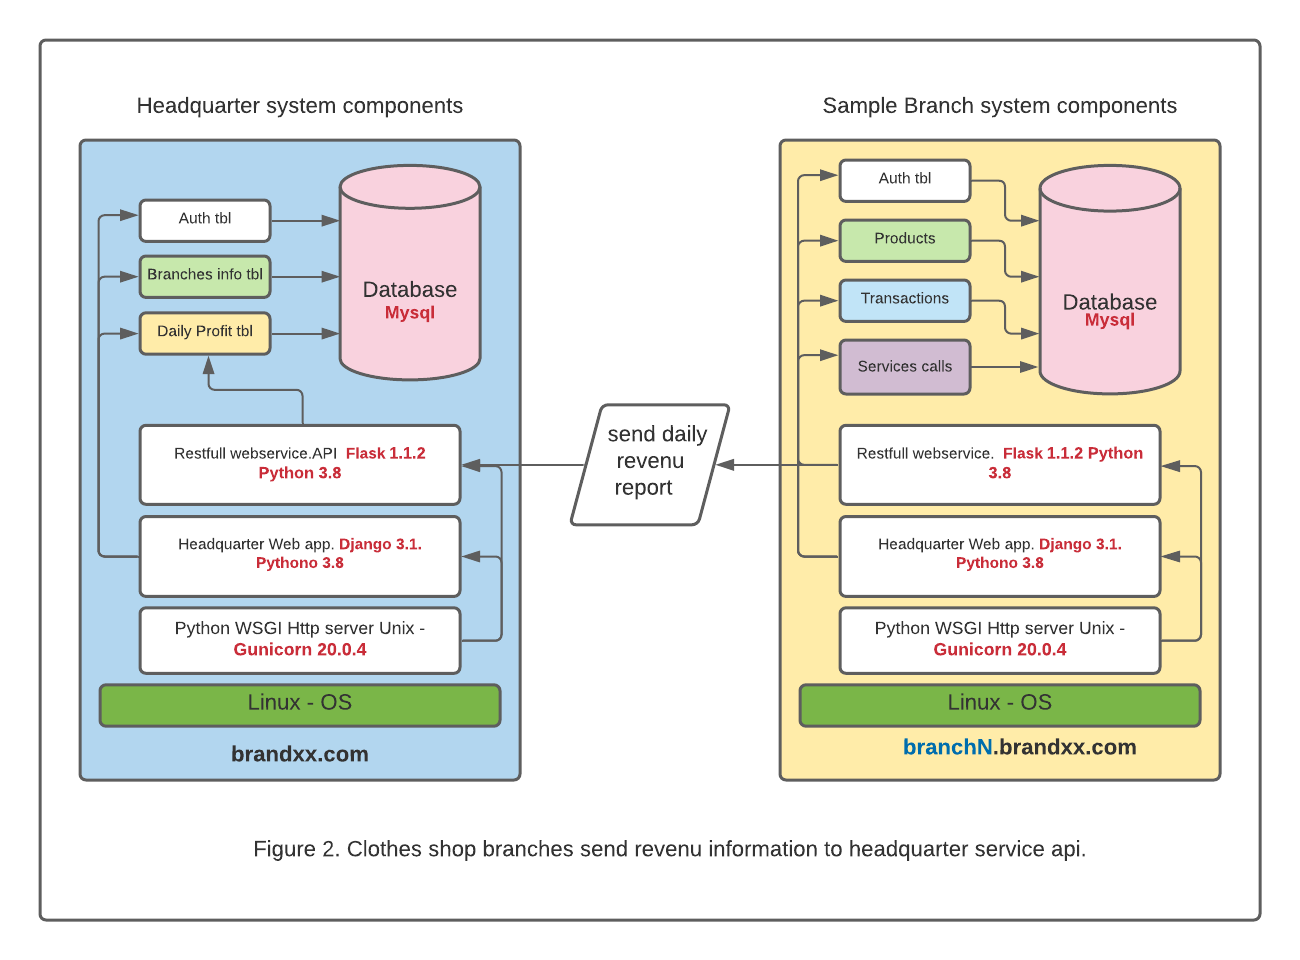 Headquarter system components
Auth tbl
Branches info tbl
Daily Profit tbl
Database
Mysql
Restfull webservice.API Flask 1.1.2
Python 3.8
Headquarter Web app. Django 3.1.
Pythono 3.8
Python WSGI Http server Unix -
Gunicorn 20.0.4
Linux - OS
brandxx.com
send daily
revenu
report
Sample Branch system components
Auth tbl
Products
Transactions
Services calls
Database
Mysql
Restfull webservice. Flask 1.1.2 Python
3.8
Headquarter Web app. Django 3.1.
Pythono 3.8
Python WSGI Http server Unix -
Gunicorn 20.0.4
Linux - OS
branchN.brandxx.com
Figure 2. Clothes shop branches send revenu information to headquarter service api.